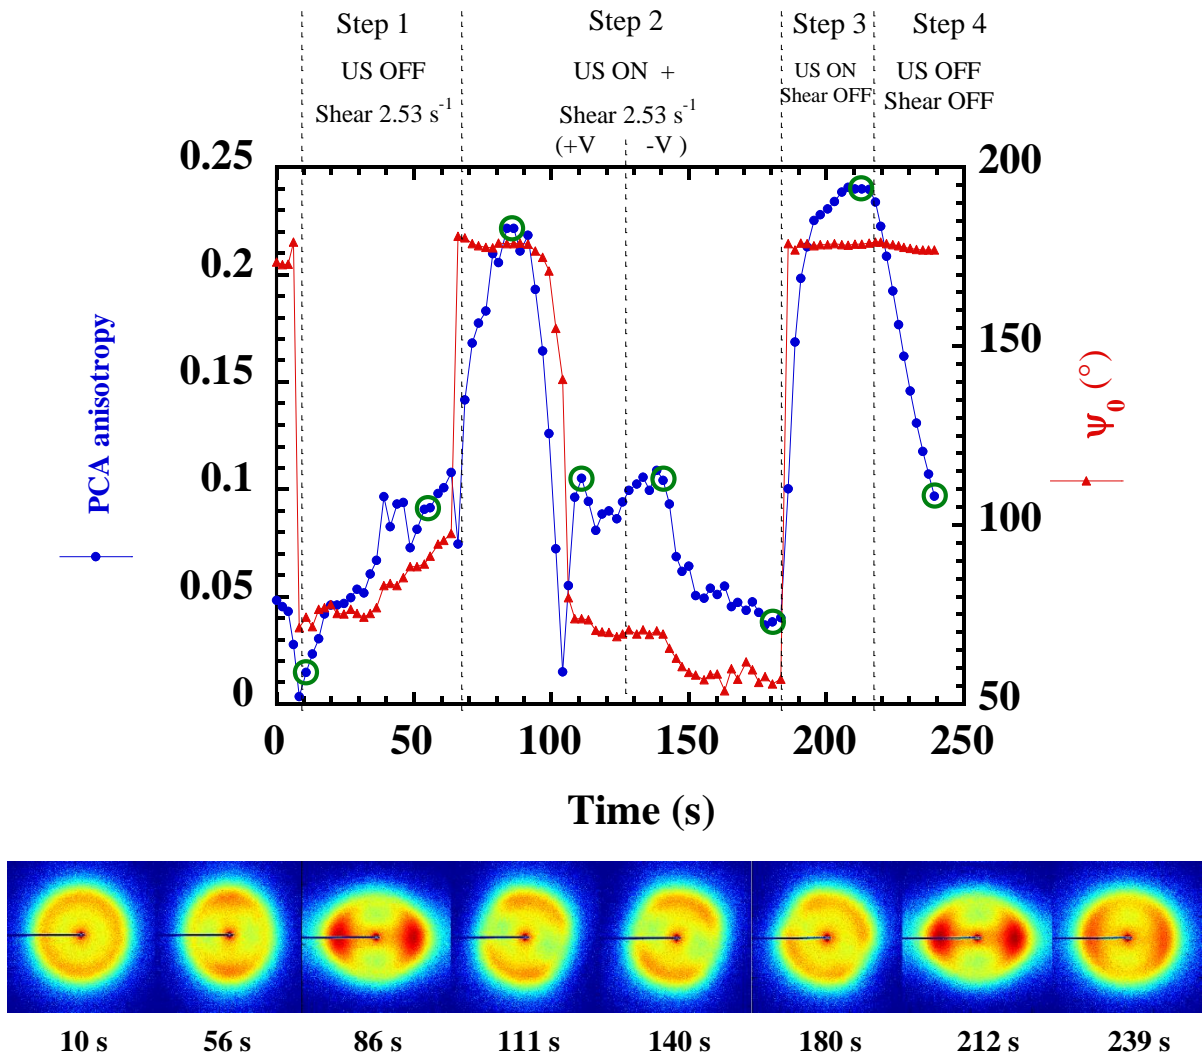 Step 1
Step 2
Step 3
Step 4
US OFF
Shear 2.53 s⁻¹
US ON +
Shear 2.53 s⁻¹
(+V -V )
US ON
Shear OFF
US OFF
Shear OFF
0.25
0.2
0.15
0.1
0.05
0
PCA anisotropy
200
150
100
50
ψ₀(°)
0 50 100 150 200 250
Time (s)
10 s 56 s 86 s 111 s 140 s 180 s 212 s 239 s